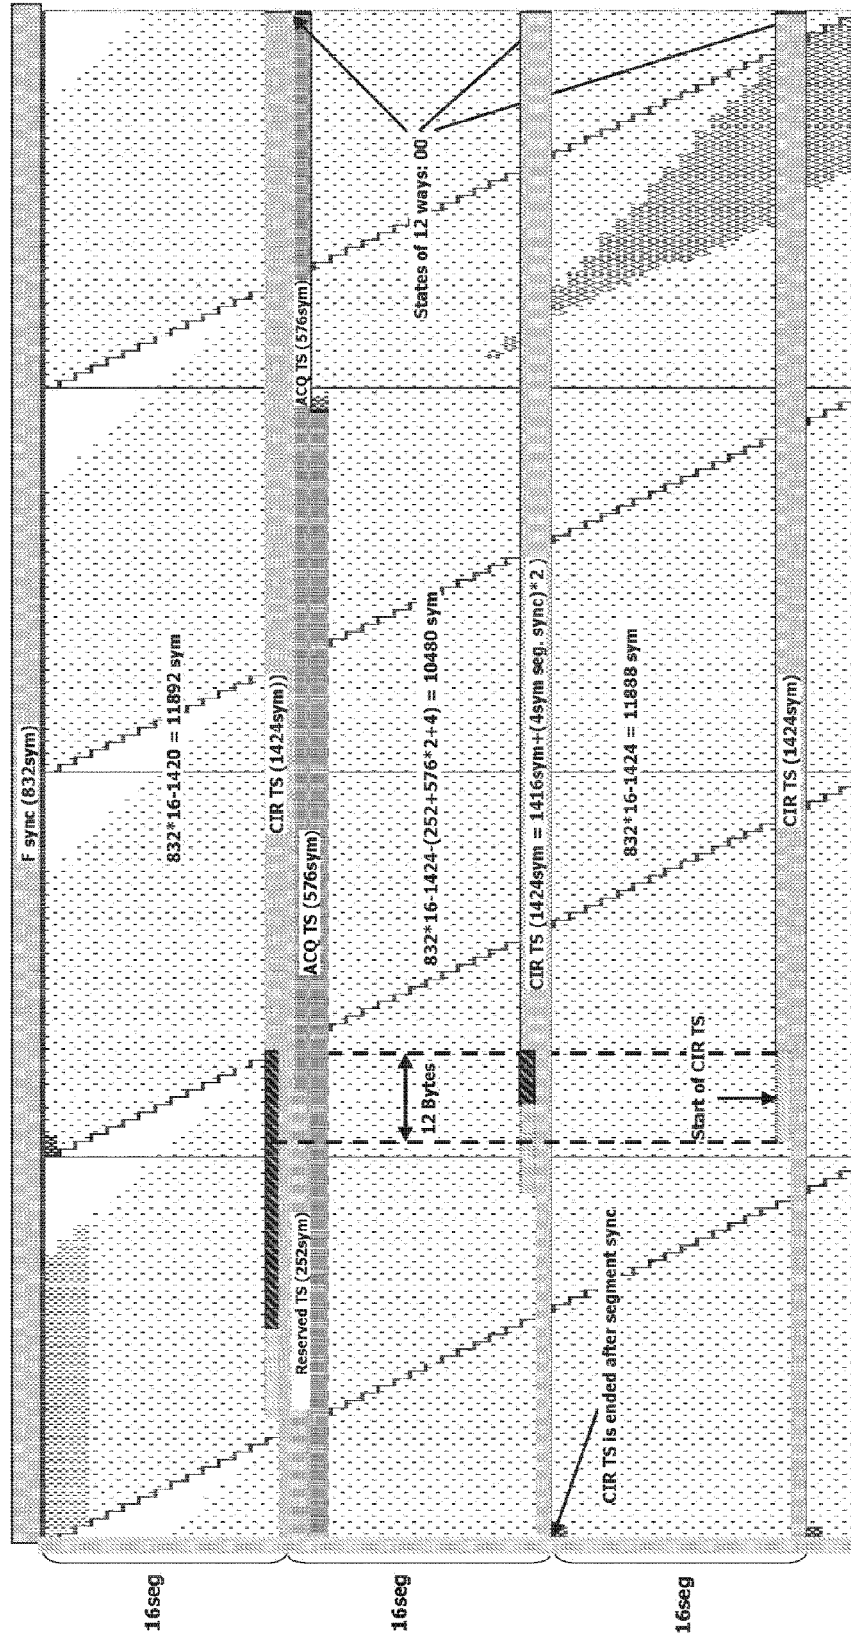 F sync (832sym)
832*16-1420 = 11892 sym
CIR TS (1424sym))
ACQ TS (576sym)
ACQ TS (576sym)
Reserved TS (252sym)
States of 12 ways: 00
832*16-1424-(252+576*2+4) = 10480 sym
12 Bytes
CIR TS (1424sym = 1416sym+(4sym seg. sync)*2 )
832*16-1424 = 11888 sym
Start of CIR TS
CIR TS is ended after segment sync.
CIR TS (1424sym)
16seg
16seg
16seg